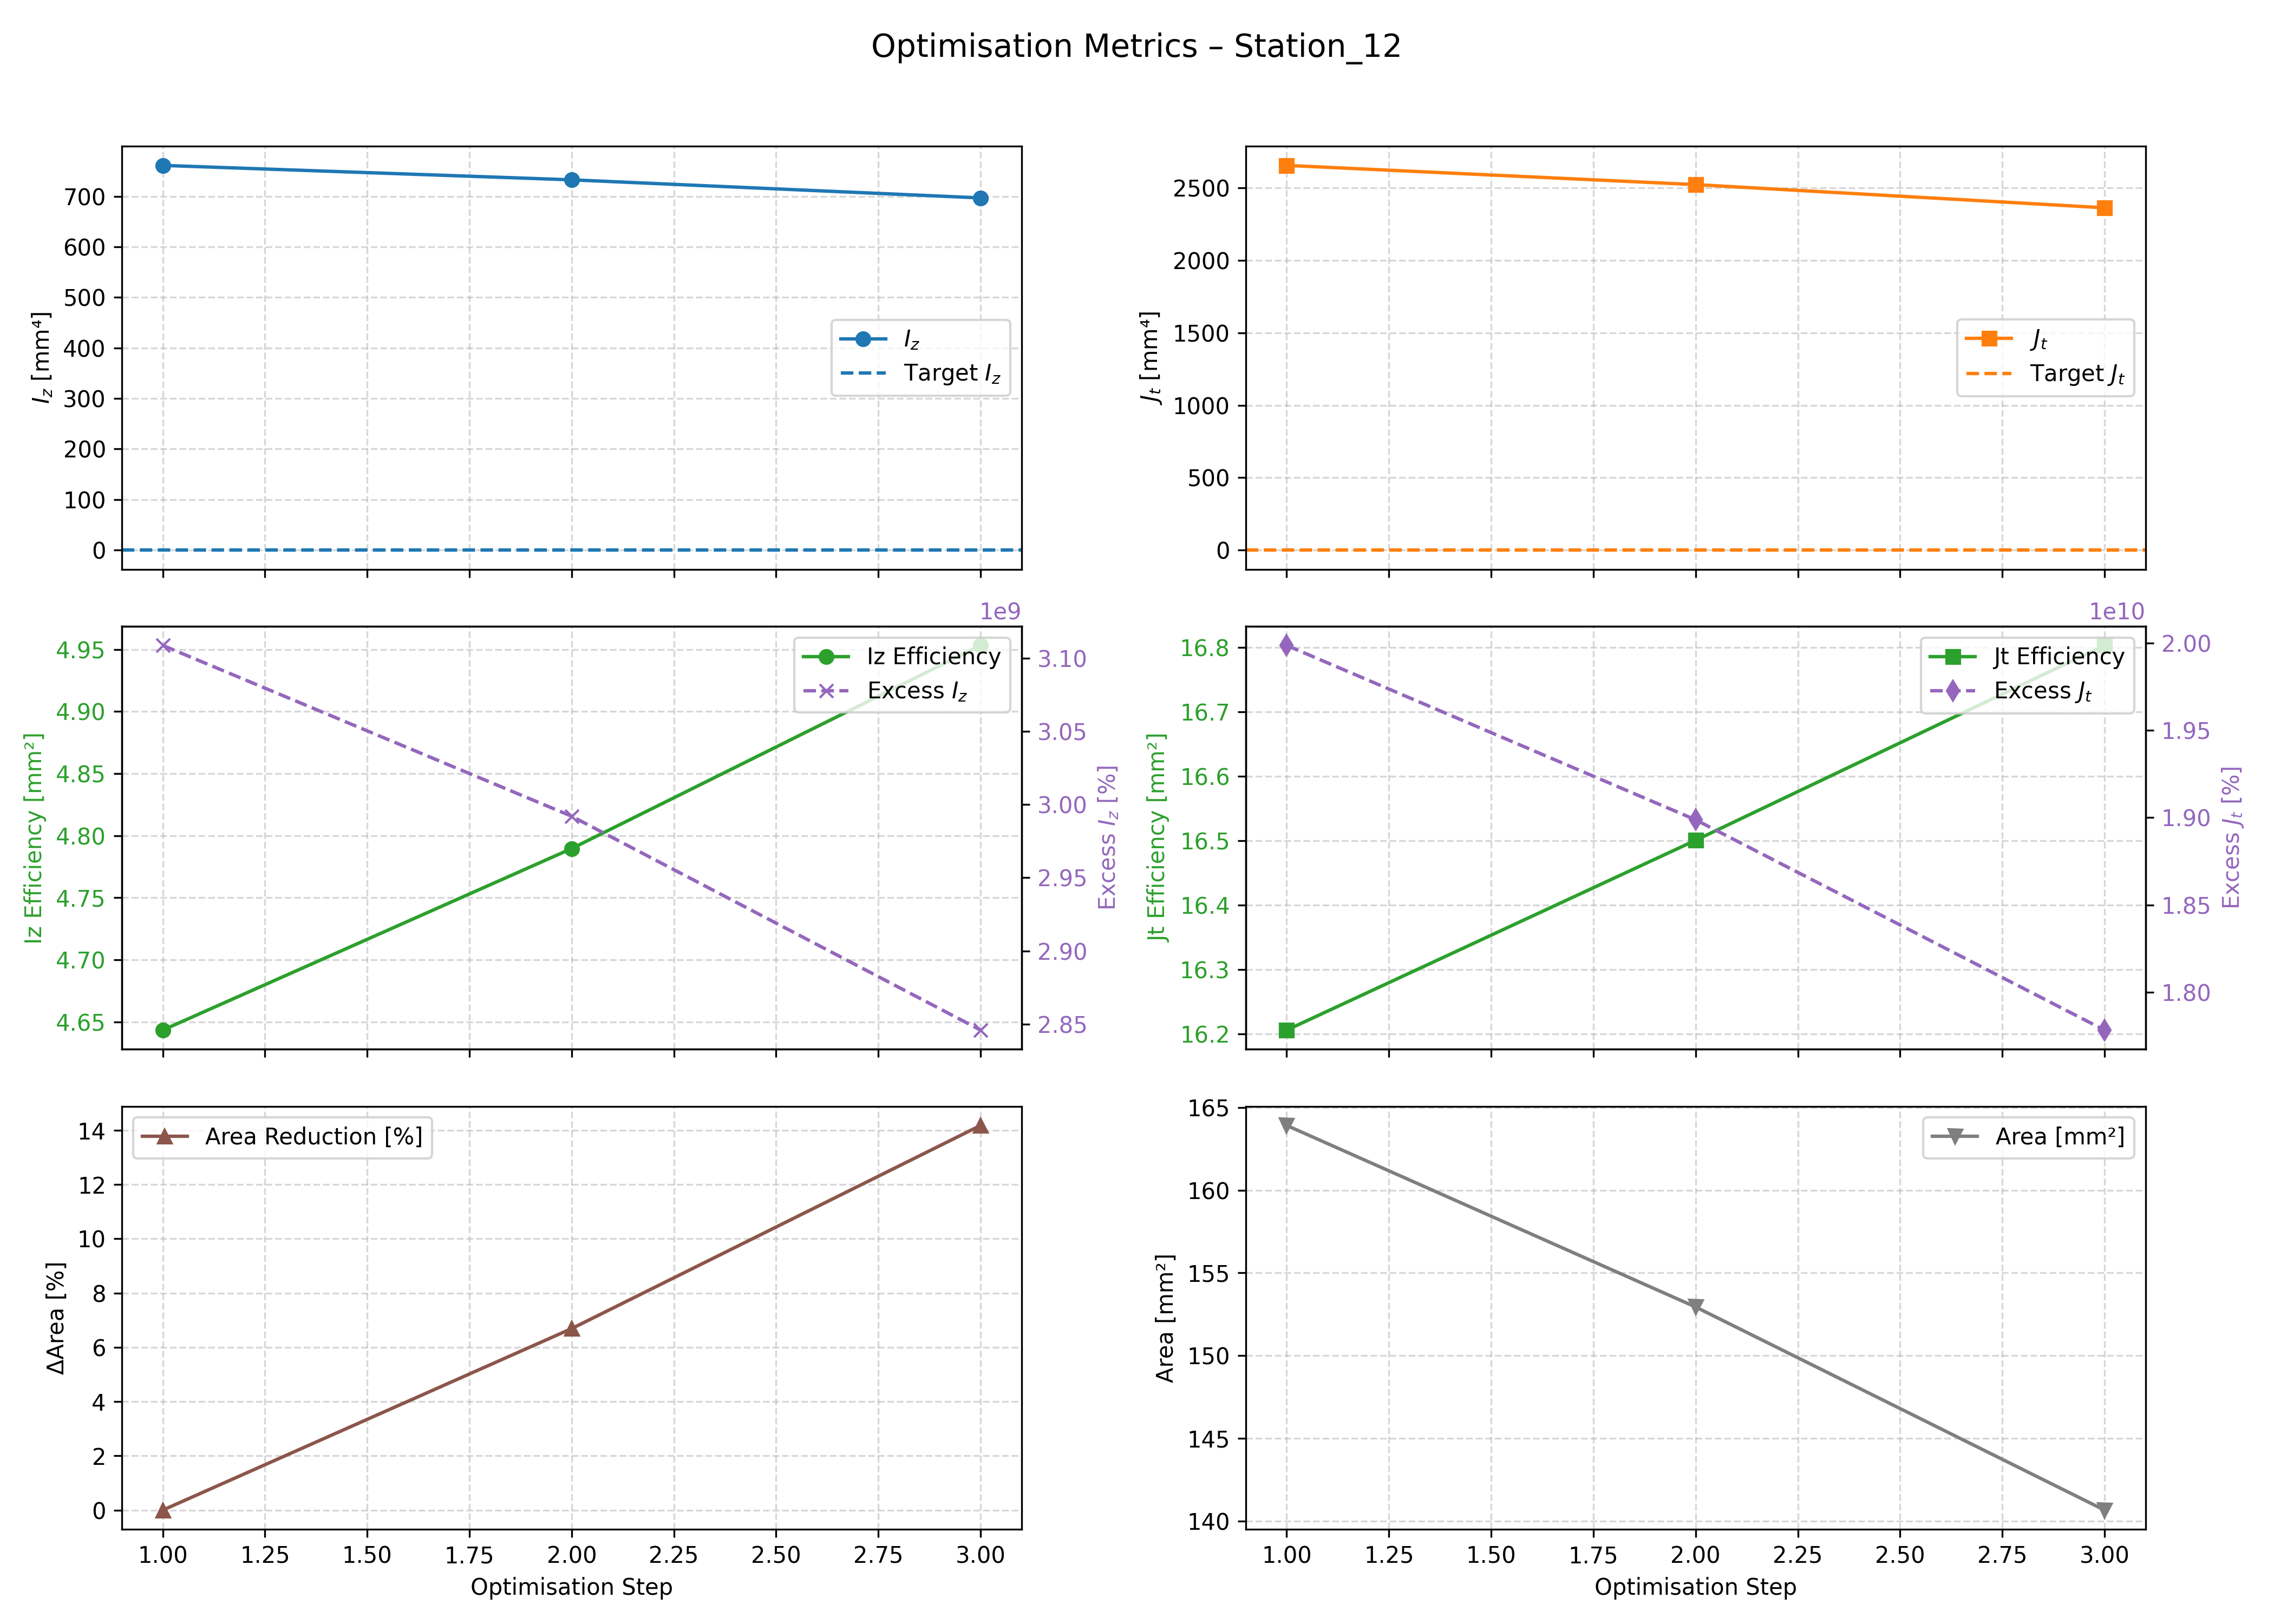 Optimisation Metrics – Station_12
700
600
500
400
300
200
100
0
I_z [mm⁴]
I_z
Target I_z
2500
2000
1500
1000
500
0
J_t [mm⁴]
J_t
Target J_t
1e9
4.95
4.90
4.85
4.80
4.75
4.70
4.65
Iz Efficiency [mm²]
Iz Efficiency
Excess I_z
3.10
3.05
3.00
2.95
2.90
2.85
Excess I_z [%]
1e10
16.8
16.7
16.6
16.5
16.4
16.3
16.2
Jt Efficiency [mm²]
Jt Efficiency
Excess J_t
2.00
1.95
1.90
1.85
1.80
Excess J_t [%]
14
12
10
8
6
4
2
0
ΔArea [%]
Area Reduction [%]
1.00 1.25 1.50 1.75 2.00 2.25 2.50 2.75 3.00
Optimisation Step
165
160
155
150
145
140
Area [mm²]
Area [mm²]
1.00 1.25 1.50 1.75 2.00 2.25 2.50 2.75 3.00
Optimisation Step